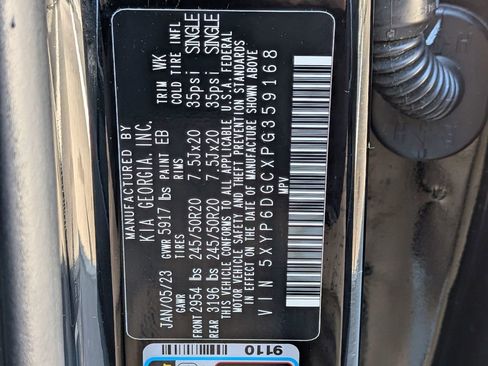 MANUFACTURED BY
KIA GEORGIA, INC.
JAN/05/23 GVWR 5917 lbs PAINT EB TRIM WK
GAWR TIRES RIMS COLD TIRE INFL
FRONT 2954 lbs 245/50R20 7.5Jx20 35psi SINGLE
REAR 3196 lbs 245/50R20 7.5Jx20 35psi SINGLE
THIS VEHICLE CONFORMS TO ALL APPLICABLE U.S.A FEDERAL
MOTOR VEHICLE SAFETY AND THEFT PREVENTION STANDARDS
IN EFFECT ON THE DATE OF MANUFACTURE SHOWN ABOVE
VIN 5XYP6DGCXPG359168
MPV
9110